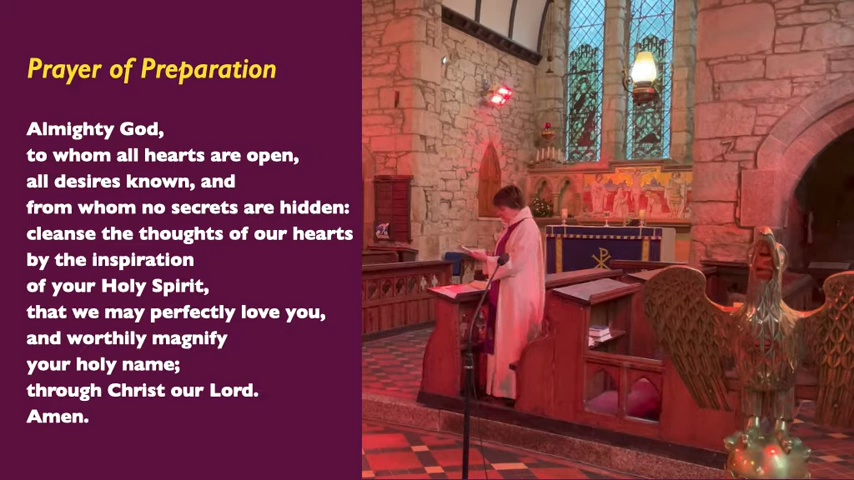 Prayer of Preparation
Almighty God,
to whom all hearts are open,
all desires known, and
from whom no secrets are hidden:
cleanse the thoughts of our hearts
by the inspiration
of your Holy Spirit,
that we may perfectly love you,
and worthily magnify
your holy name;
through Christ our Lord.
Amen.